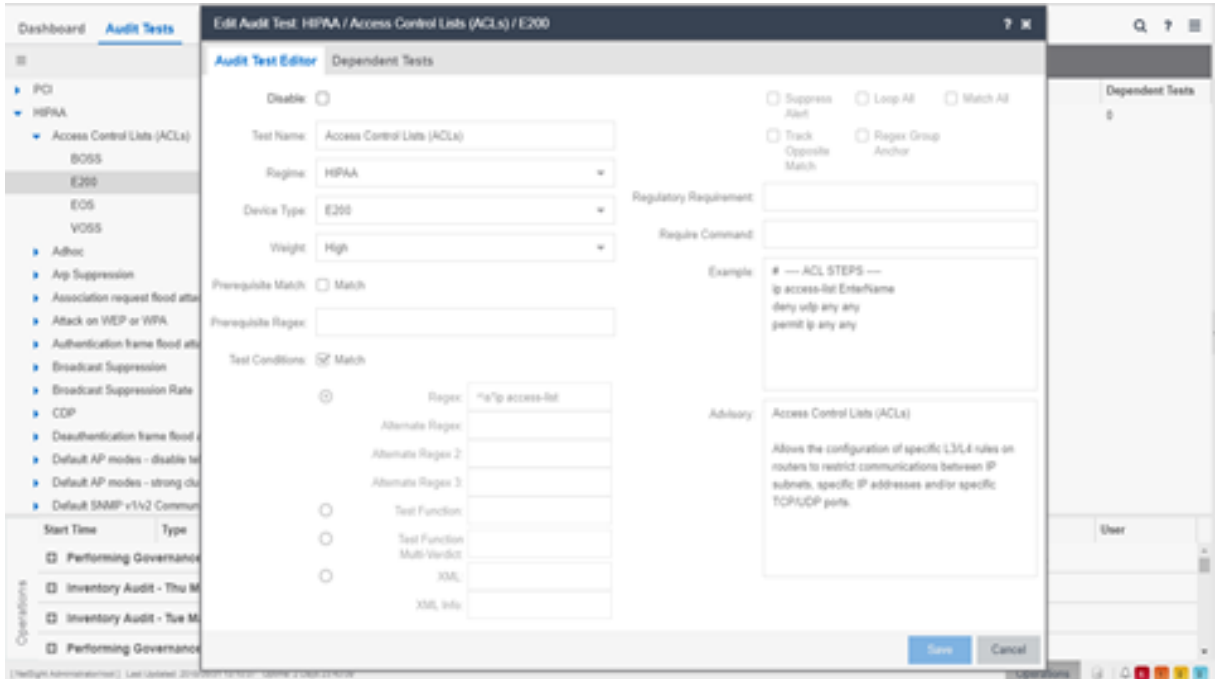 Dashboard Audit Tests
Edit Audit Test: HIPAA / Access Control Lists (ACLs) / E200
? ×
Audit Test Editor Dependent Tests
PCI
HIPAA
Access Control Lists (ACLs)
BOSS
E200
EOS
VOSS
Adhoc
Arp Suppression
Association request flood
Attack on WEP or WPA
Authentication frame flood
Broadcast Suppression
Broadcast Suppression Rate
CDP
Deauthentication frame flood
Default AP modes - disable
Default AP modes - strong
Default SNMP v1/v2
Disable:
Test Name: Access Control Lists (ACLs)
Regime: HIPAA
Device Type: E200
Weight: High
Prerequisite Match: Match
Prerequisite Regex:
Test Conditions: Match
Regex: ip access-list
Alternate Regex:
Alternate Regex 2:
Alternate Regex 3:
Test Function:
Test Function
Multi-Verdict:
XML:
XML Info:
Suppress
Alert
Loop All
Match All
Track
Opposite
Match
Regex Group
Anchor
Regulatory Requirement:
Require Command:
Example:
# ---- ACL STEPS ----
ip access-list EnterName
deny udp any any
permit ip any any
Advisory:
Access Control Lists (ACLs)
Allows the configuration of specific L3/L4 rules on
routers to restrict communications between IP
subnets, specific IP addresses and/or specific
TCP/UDP ports.
Save Cancel
Dependent Tests
0
Operations
Start Time Type User
Performing Governance
Inventory Audit - Thu
Inventory Audit - Tue
Performing Governance
Operations